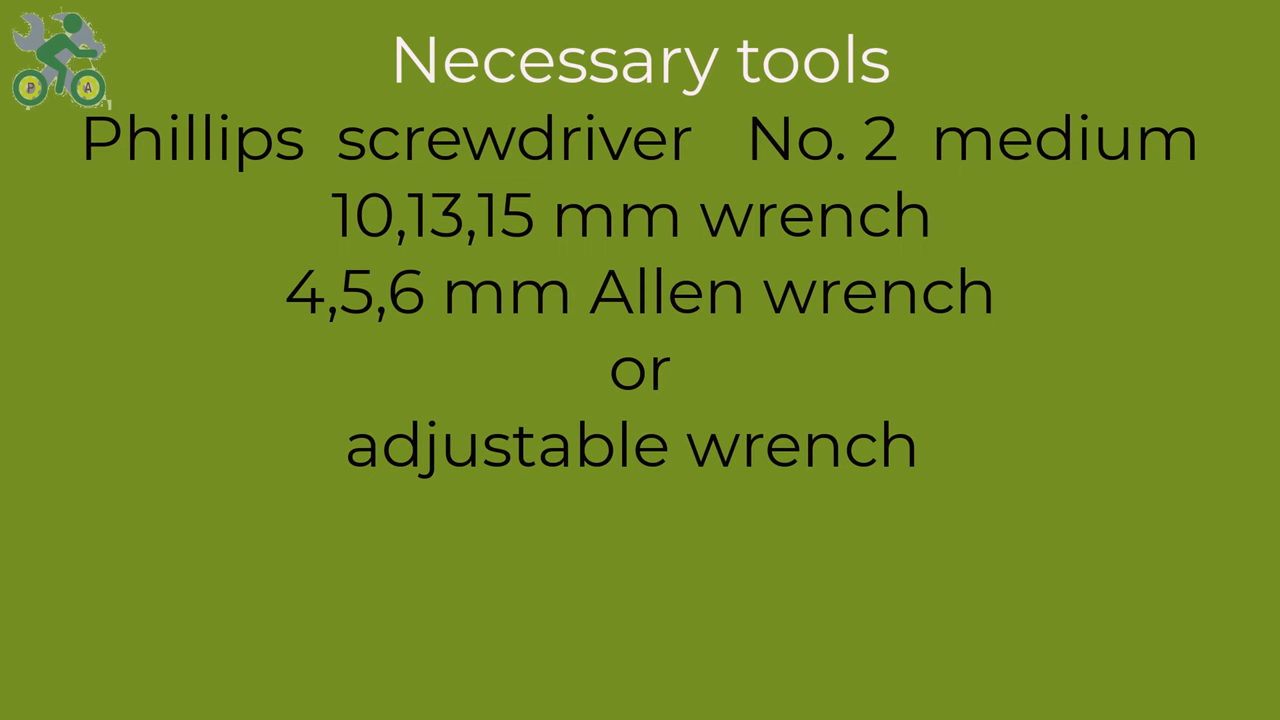 Necessary tools
Phillips screwdriver No. 2 medium
10,13,15 mm wrench
4,5,6 mm Allen wrench
or
adjustable wrench
P A